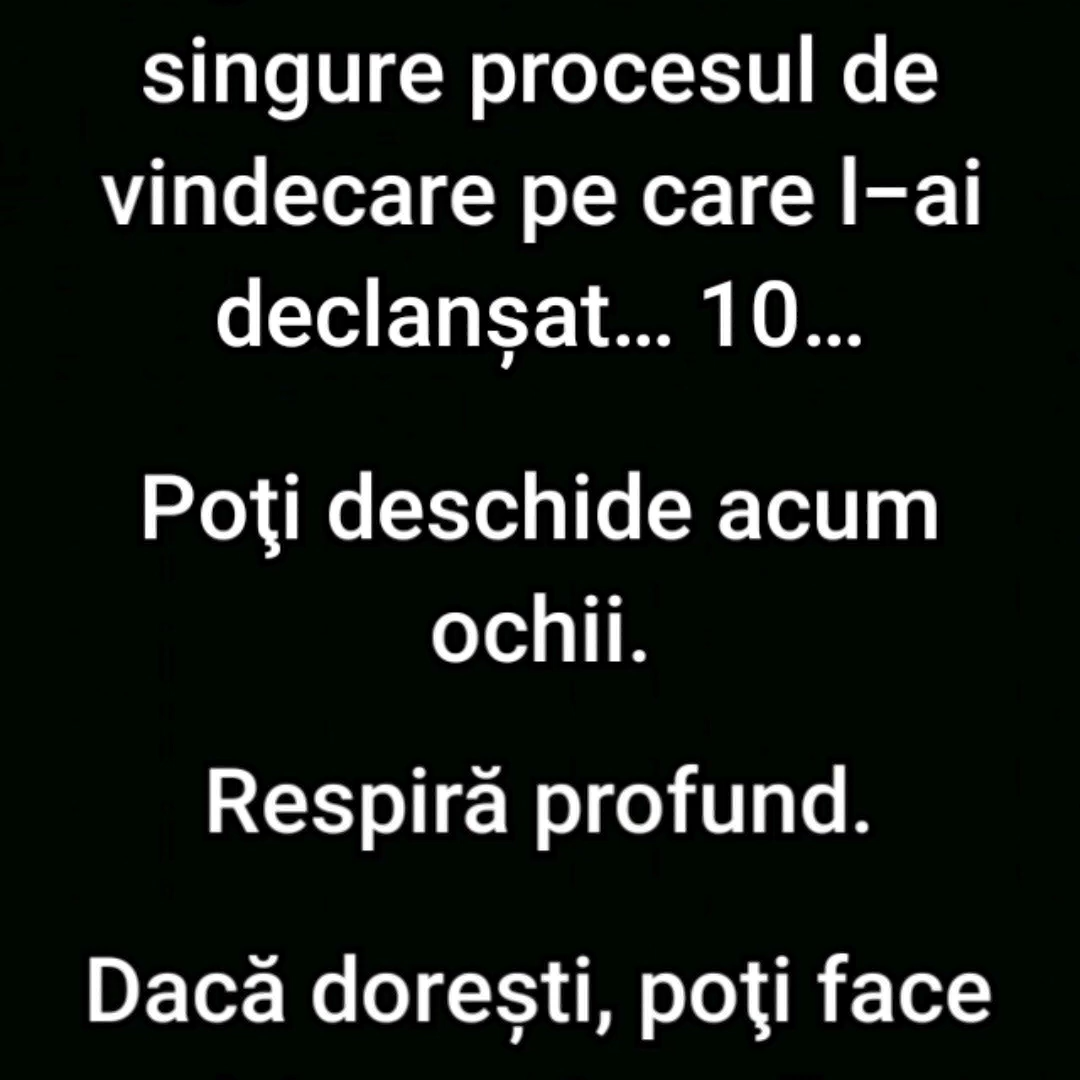 singure procesul de
vindecare pe care l–ai
declanșat... 10...
Poţi deschide acum
ochii.
Respiră profund.
Dacă dorești, poţi face